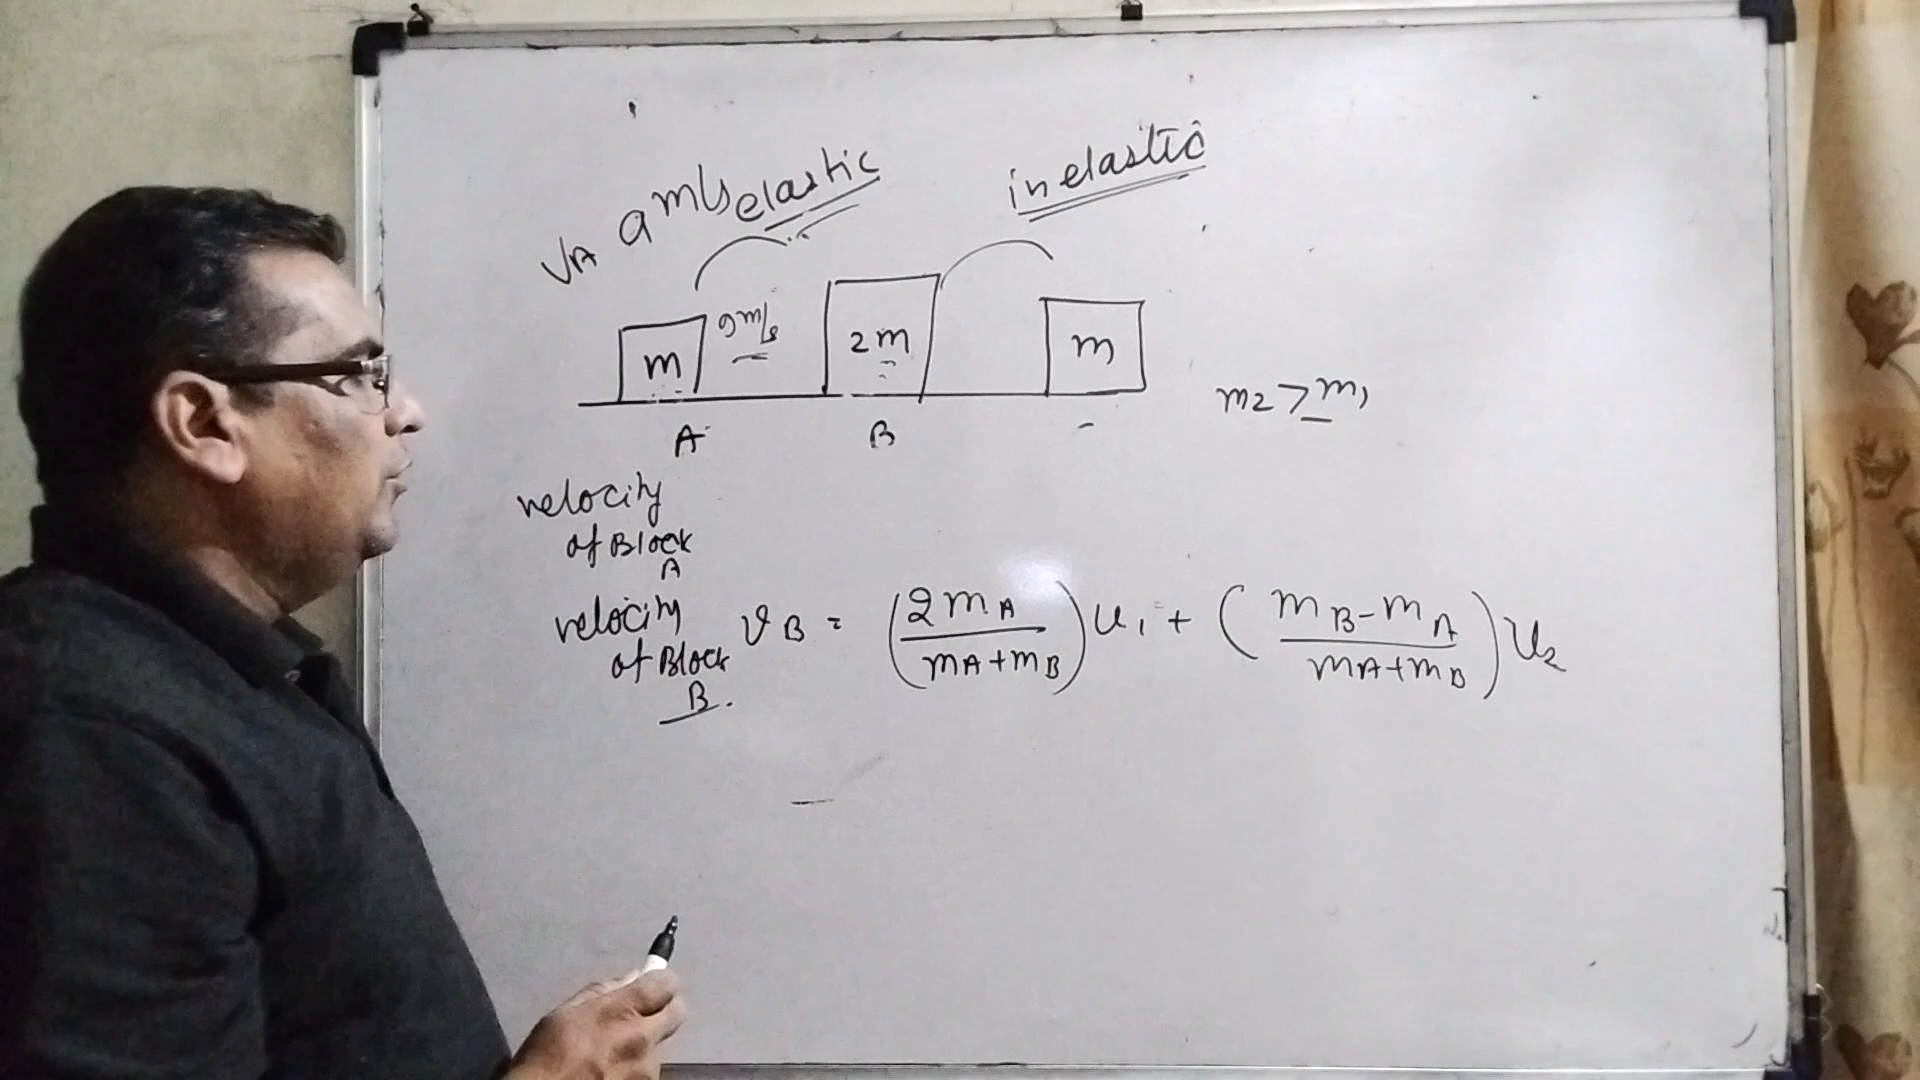 elastic
inelastic
VA 9 m/s
9m/s
m
2m
m
m2 > m1
A
B
velocity
of Block
A
velocity
of Block
B.
vB = (2mA/mA+mB)u1 + (mB-mA/mA+mB)u2